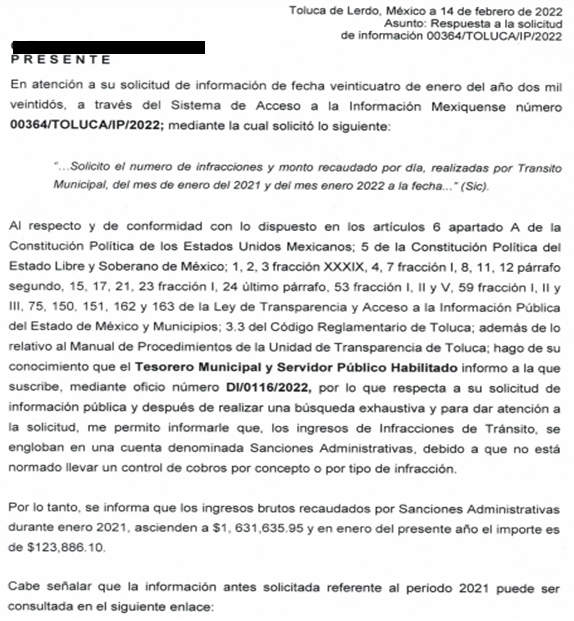 Toluca de Lerdo, México a 14 de febrero de 2022
Asunto: Respuesta a la solicitud
de información 00364/TOLUCA/IP/2022
P R E S E N T E
En atención a su solicitud de información de fecha veinticuatro de enero del año dos mil
veintidós, a través del Sistema de Acceso a la Información Mexiquense número
00364/TOLUCA/IP/2022; mediante la cual solicitó lo siguiente:
“…Solicito el numero de infracciones y monto recaudado por día, realizadas por Transito
Municipal, del mes de enero del 2021 y del mes enero 2022 a la fecha…” (Sic).
Al respecto y de conformidad con lo dispuesto en los artículos 6 apartado A de la
Constitución Política de los Estados Unidos Mexicanos; 5 de la Constitución Política del
Estado Libre y Soberano de México; 1, 2, 3 fracción XXXIX, 4, 7 fracción I, 8, 11, 12 párrafo
segundo, 15, 17, 21, 23 fracción I, 24 último párrafo, 53 fracción I, II y V, 59 fracción I, II y
III, 75, 150, 151, 162 y 163 de la Ley de Transparencia y Acceso a la Información Pública
del Estado de México y Municipios; 3.3 del Código Reglamentario de Toluca; además de lo
relativo al Manual de Procedimientos de la Unidad de Transparencia de Toluca; hago de su
conocimiento que el Tesorero Municipal y Servidor Público Habilitado informo a la que
suscribe, mediante oficio número DI/0116/2022, por lo que respecta a su solicitud de
información pública y después de realizar una búsqueda exhaustiva y para dar atención a
la solicitud, me permito informarle que, los ingresos de Infracciones de Tránsito, se
engloban en una cuenta denominada Sanciones Administrativas, debido a que no está
normado llevar un control de cobros por concepto o por tipo de infracción.
Por lo tanto, se informa que los ingresos brutos recaudados por Sanciones Administrativas
durante enero 2021, ascienden a $1, 631,635.95 y en enero del presente año el importe es
de $123,886.10.
Cabe señalar que la información antes solicitada referente al periodo 2021 puede ser
consultada en el siguiente enlace: